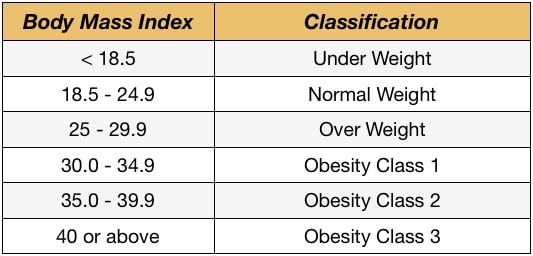 Body Mass Index Classification
< 18.5 Under Weight
18.5 - 24.9 Normal Weight
25 - 29.9 Over Weight
30.0 - 34.9 Obesity Class 1
35.0 - 39.9 Obesity Class 2
40 or above Obesity Class 3